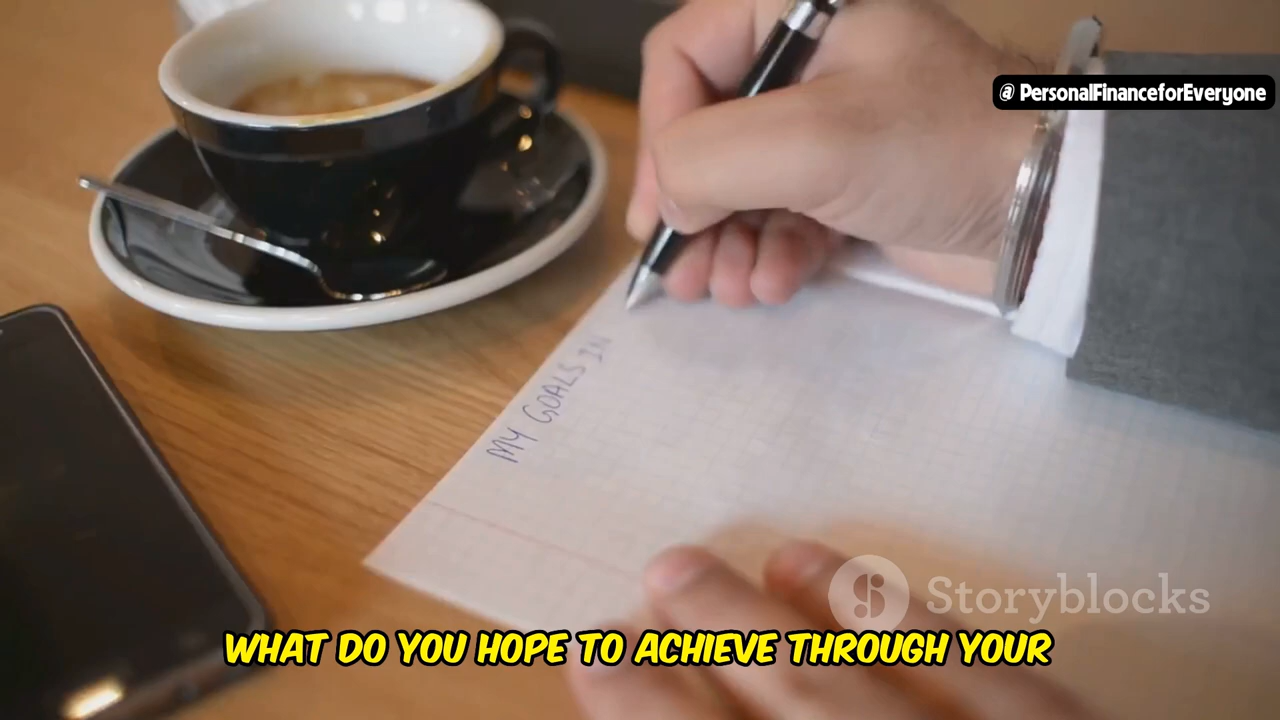 @ PersonalFinanceforEveryone
MY GOALS IN
Storyblocks
WHAT DO YOU HOPE TO ACHIEVE THROUGH YOUR